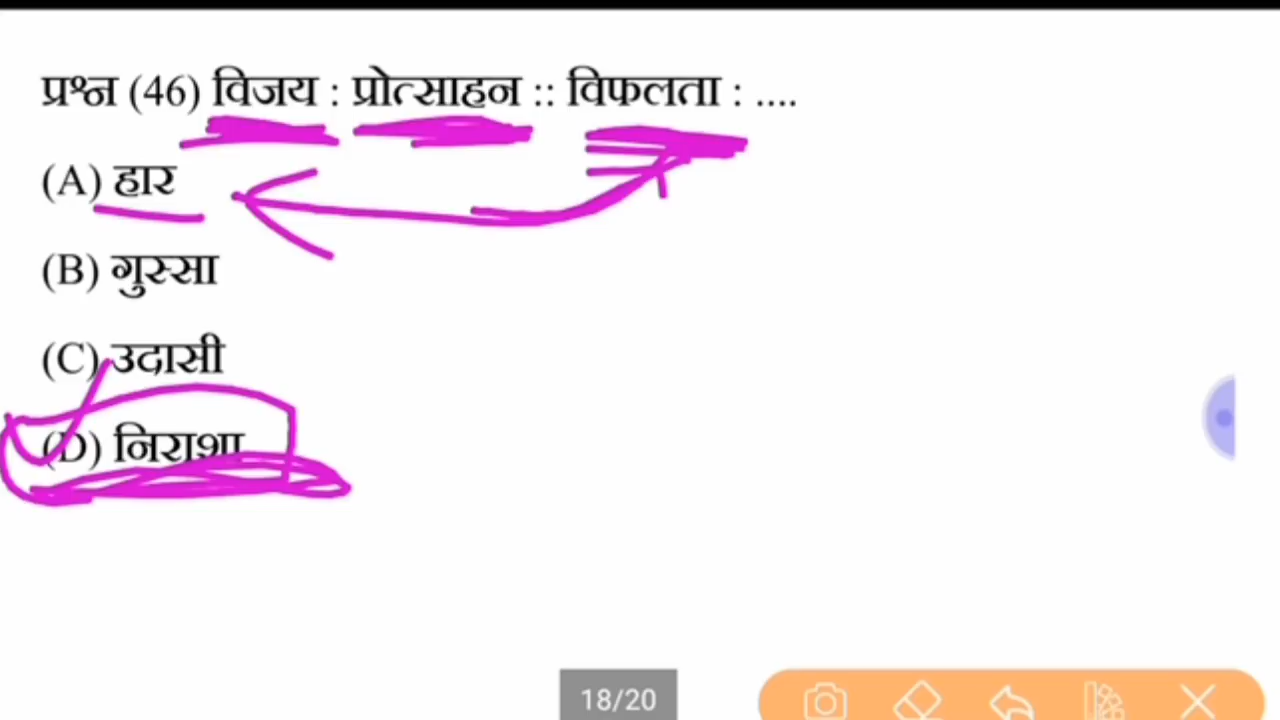 प्रश्न (46) विजय : प्रोत्साहन :: विफलता : ....
(A) हार
(B) गुस्सा
(C) उदासी
(D) निराशा
18/20